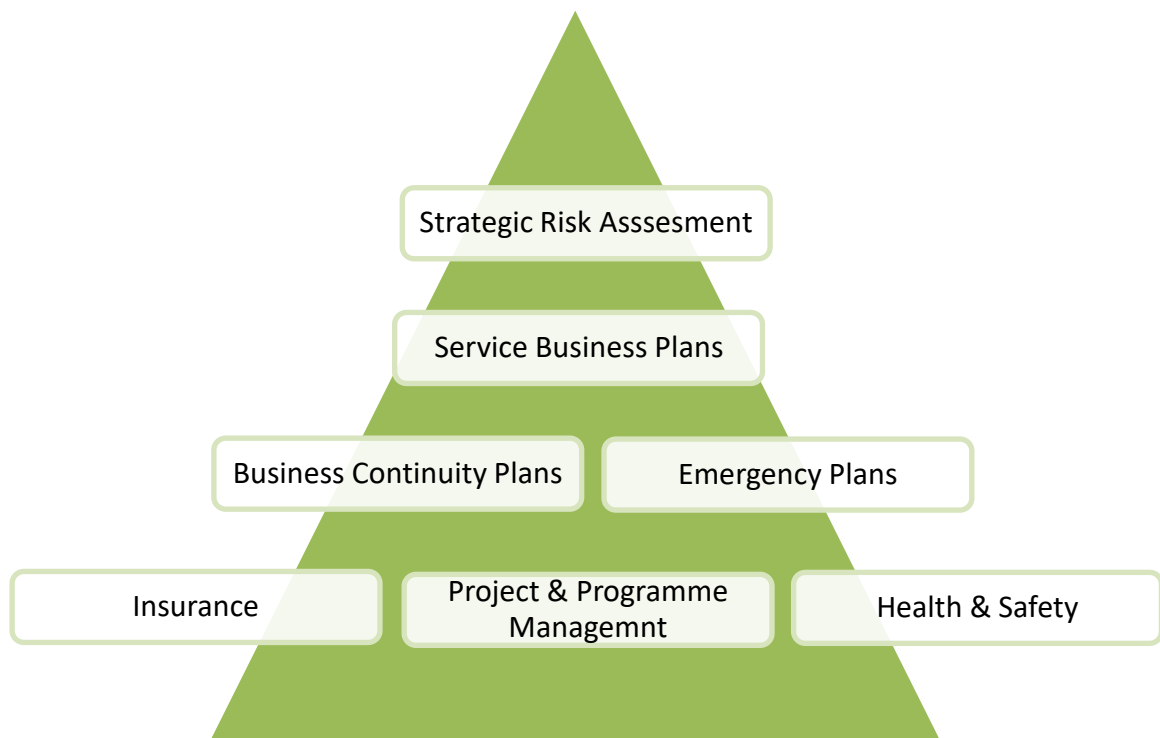 Strategic Risk Asssesment
Service Business Plans
Business Continuity Plans
Emergency Plans
Insurance
Project & Programme
Managemnt
Health & Safety